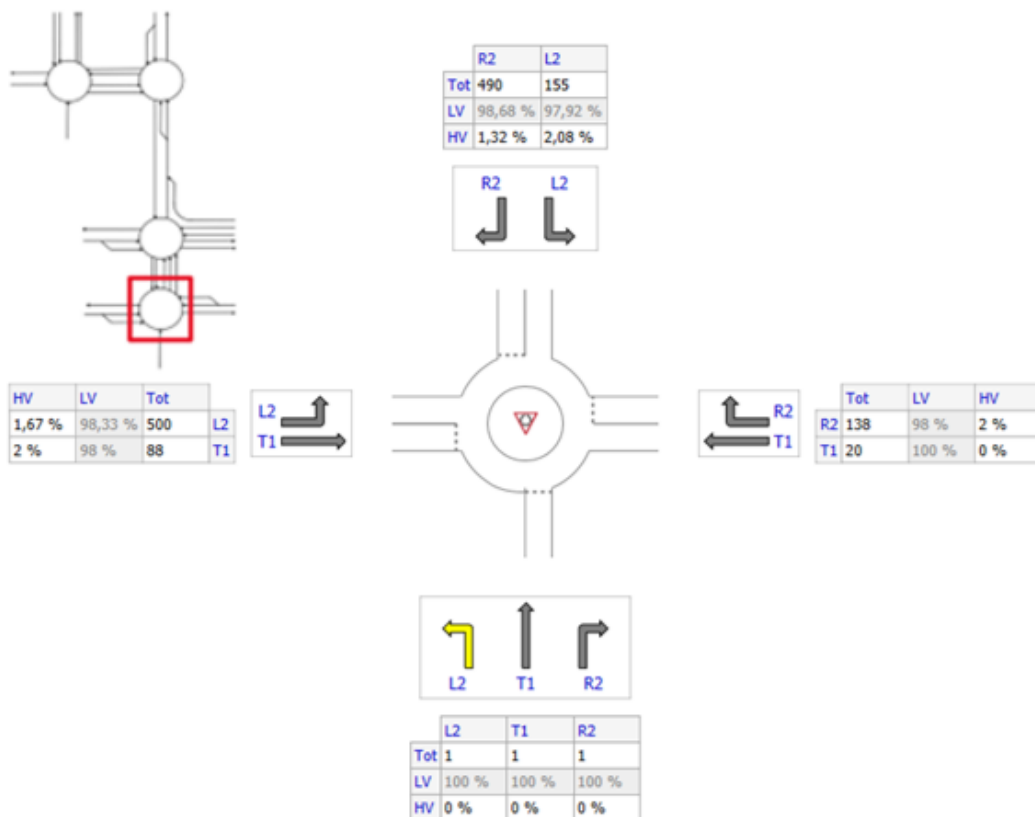 R2 L2
Tot 490 155
LV 98,68 % 97,92 %
HV 1,32 % 2,08 %
R2 L2
HV LV Tot
1,67 % 98,33 % 500 L2
2 % 98 % 88 T1
L2
T1
R2
T1
Tot LV HV
R2 138 98 % 2 %
T1 20 100 % 0 %
L2 T1 R2
L2 T1 R2
Tot 1 1 1
LV 100 % 100 % 100 %
HV 0 % 0 % 0 %